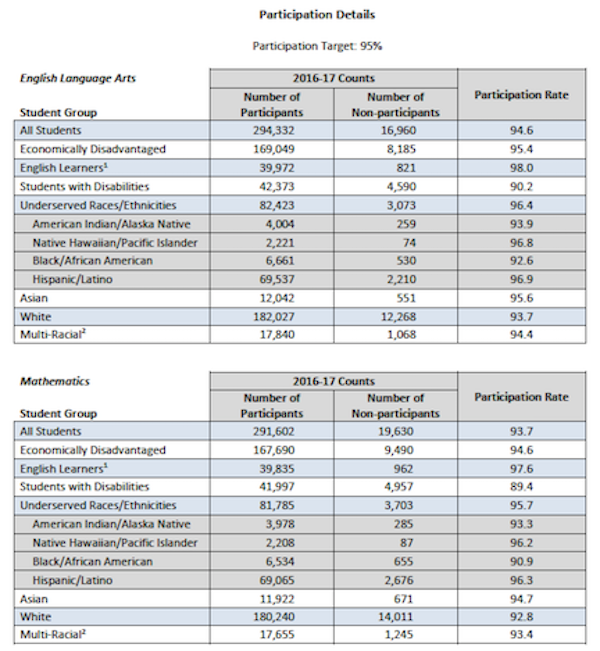 Participation Details
Participation Target: 95%
English Language Arts 2016-17 Counts Participation Rate
Student Group Number of Participants Number of Non-participants
All Students 294,332 16,960 94.6
Economically Disadvantaged 169,049 8,185 95.4
English Learners¹ 39,972 821 98.0
Students with Disabilities 42,373 4,590 90.2
Underserved Races/Ethnicities 82,423 3,073 96.4
American Indian/Alaska Native 4,004 259 93.9
Native Hawaiian/Pacific Islander 2,221 74 96.8
Black/African American 6,661 530 92.6
Hispanic/Latino 69,537 2,210 96.9
Asian 12,042 551 95.6
White 182,027 12,268 93.7
Multi-Racial² 17,840 1,068 94.4
Mathematics 2016-17 Counts Participation Rate
Student Group Number of Participants Number of Non-participants
All Students 291,602 19,630 93.7
Economically Disadvantaged 167,690 9,490 94.6
English Learners¹ 39,835 962 97.6
Students with Disabilities 41,997 4,957 89.4
Underserved Races/Ethnicities 81,785 3,703 95.7
American Indian/Alaska Native 3,978 285 93.3
Native Hawaiian/Pacific Islander 2,208 87 96.2
Black/African American 6,534 655 90.9
Hispanic/Latino 69,065 2,676 96.3
Asian 11,922 671 94.7
White 180,240 14,011 92.8
Multi-Racial² 17,655 1,245 93.4